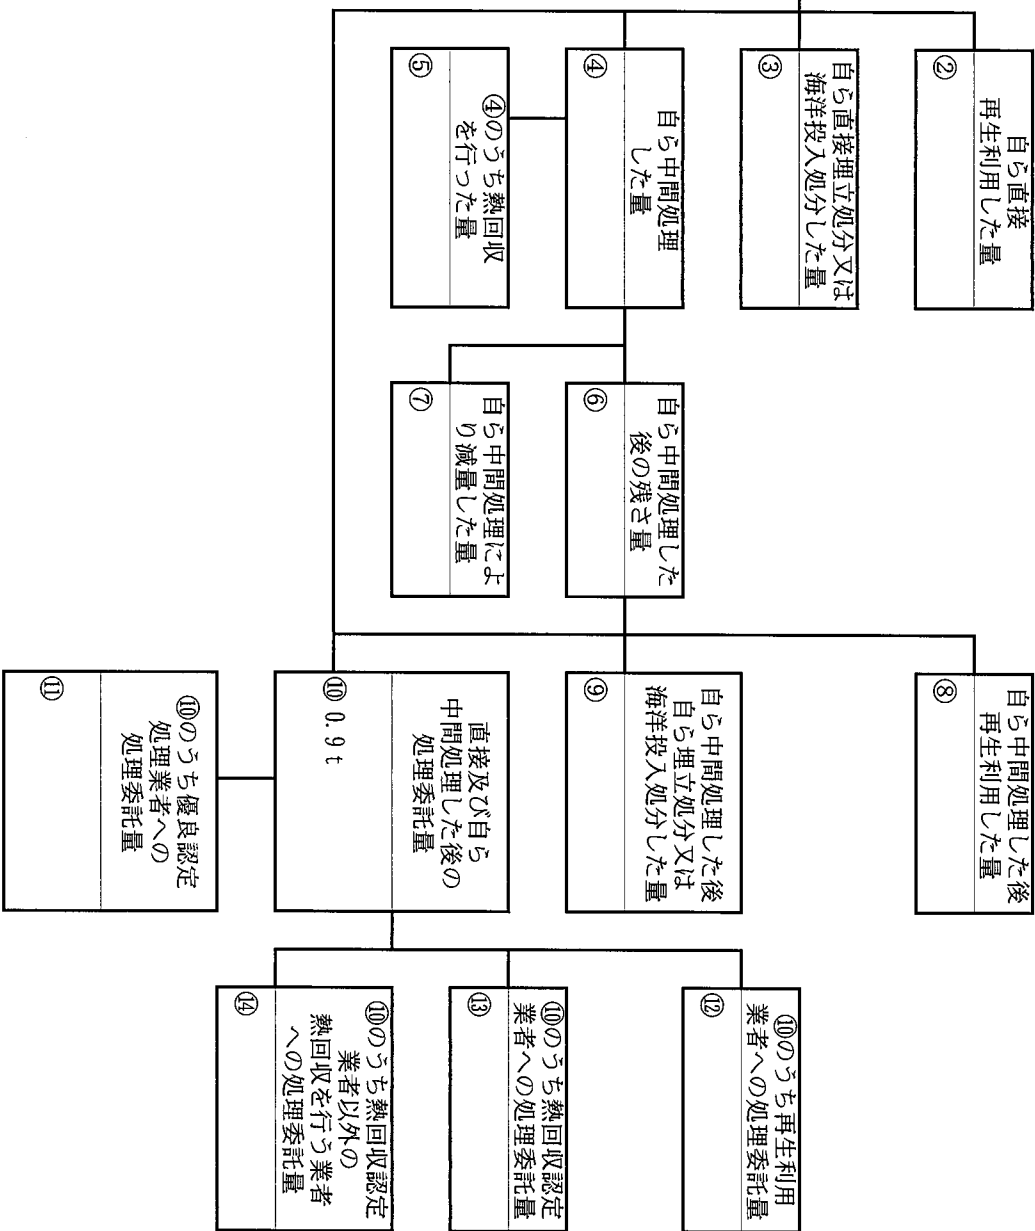 自ら直接
再生利用した量
②
自ら直接埋立処分又は
海洋投入処分した量
③
自ら中間処理
した量
④
④のうち熱回収
を行った量
⑤
自ら中間処理した
後の残さ量
⑥
自ら中間処理によ
り減量した量
⑦
自ら中間処理した後
再生利用した量
⑧
自ら中間処理した後
自ら埋立処分又は
海洋投入処分した量
⑨
直接及び自ら
中間処理した後の
処理委託量
⑩ 0.9 t
⑩のうち優良認定
処理業者への
処理委託量
⑪
⑩のうち再生利用
業者への処理委託量
⑫
⑩のうち熱回収認定
業者への処理委託量
⑬
⑩のうち熱回収認定
業者以外の
熱回収を行う業者
への処理委託量
⑭